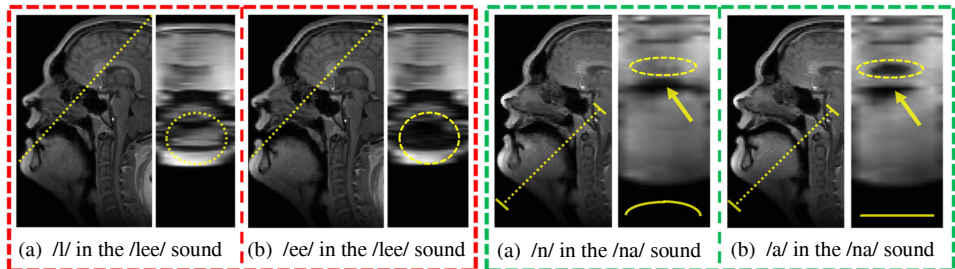 (a) /l/ in the /lee/ sound
(b) /ee/ in the /lee/ sound
(a) /n/ in the /na/ sound
(b) /a/ in the /na/ sound